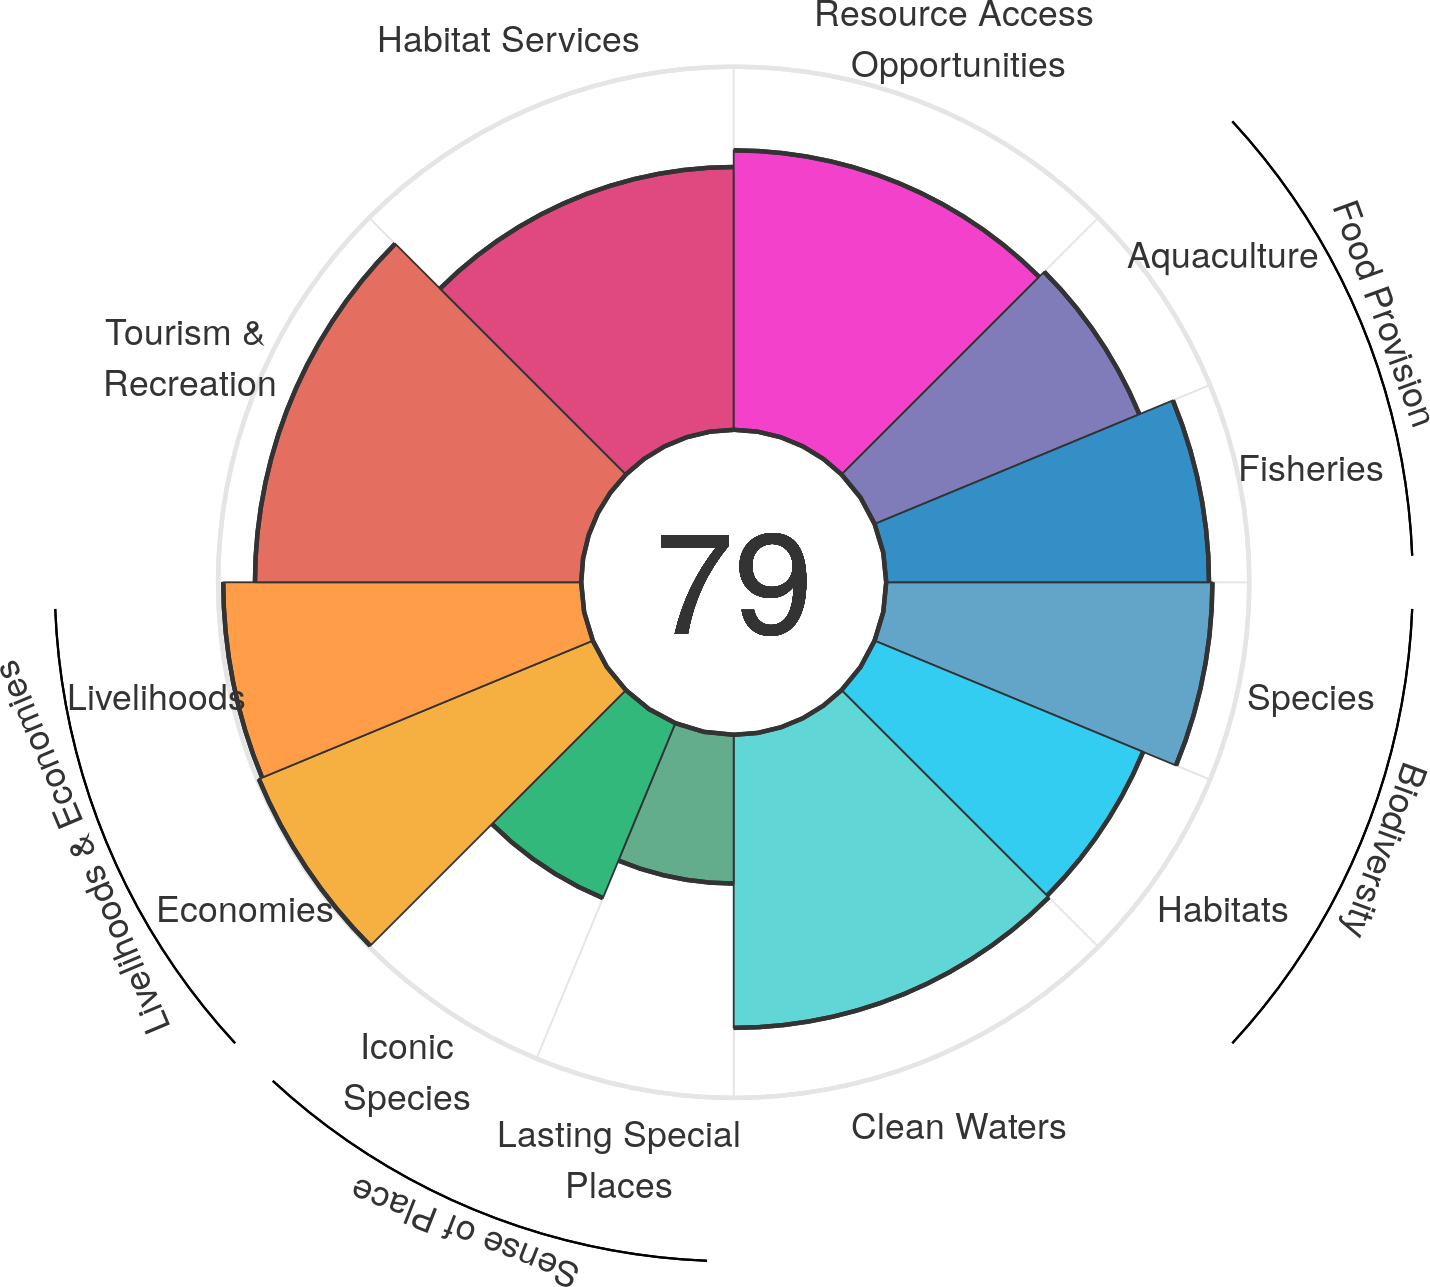 Habitat Services
Resource Access
Opportunities
Aquaculture
Food Provision
Fisheries
Species
Biodiversity
Habitats
Clean Waters
Lasting Special
Places
Sense of Place
Iconic
Species
Economies
Livelihoods
Livelihoods & Economies
Tourism &
Recreation
79